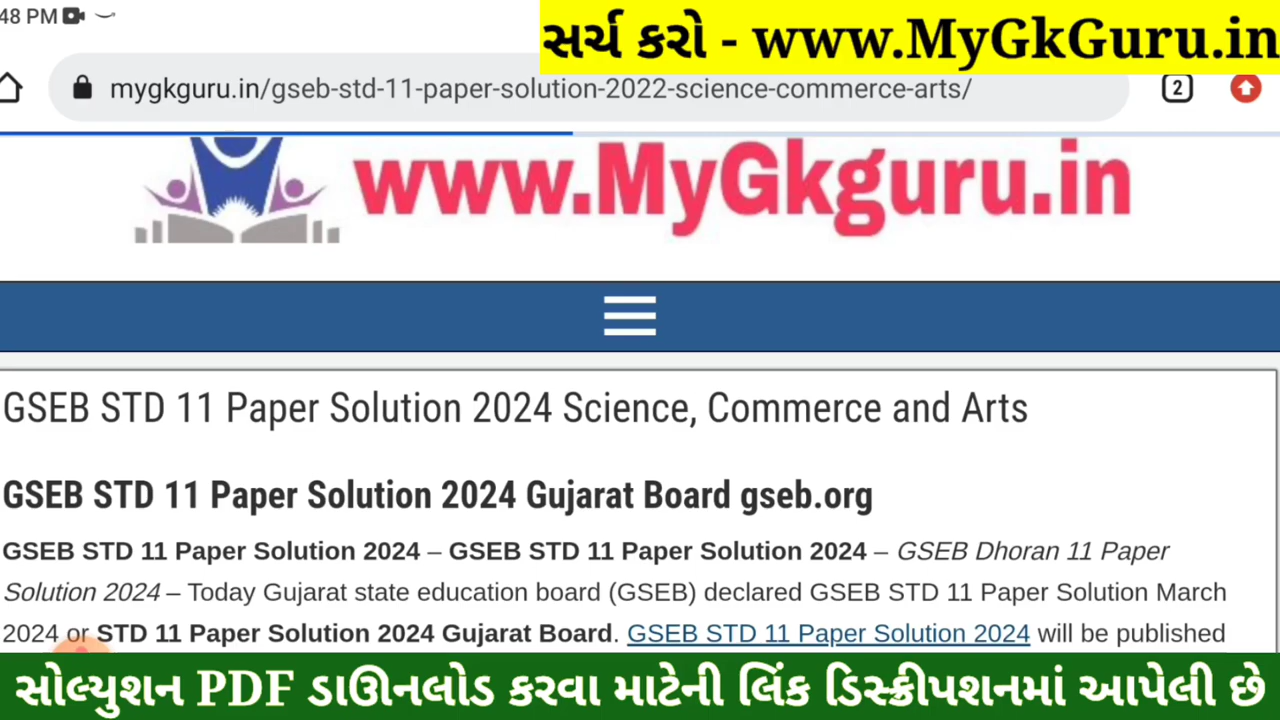 48 PM
સર્ચ કરો - www.MyGkGuru.in
mygkguru.in/gseb-std-11-paper-solution-2022-science-commerce-arts/
2
www.MyGkguru.in
GSEB STD 11 Paper Solution 2024 Science, Commerce and Arts
GSEB STD 11 Paper Solution 2024 Gujarat Board gseb.org
GSEB STD 11 Paper Solution 2024 – GSEB STD 11 Paper Solution 2024 – GSEB Dhoran 11 Paper
Solution 2024 – Today Gujarat state education board (GSEB) declared GSEB STD 11 Paper Solution March
2024 or STD 11 Paper Solution 2024 Gujarat Board. GSEB STD 11 Paper Solution 2024 will be published
સોલ્યુશન PDF ડાઊનલોડ કરવા માટેની લિંક ડિસ્ક્રીપશનમાં આપેલી છે